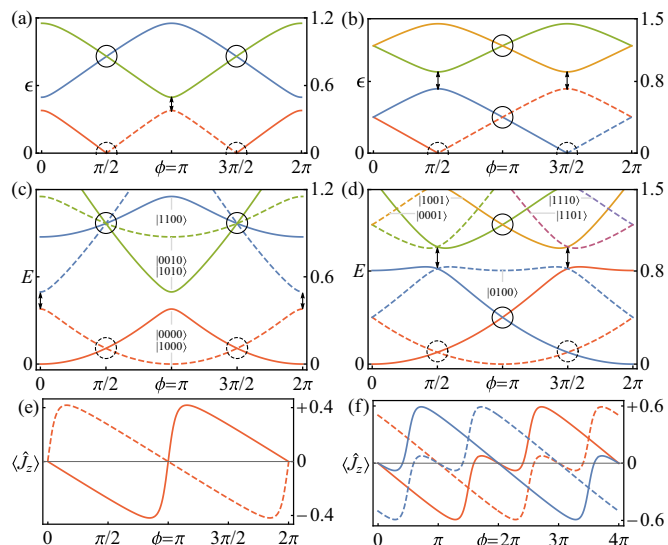 (a) 1.2 (b) 1.5
ϵ 0.6 ϵ 0.8
0 0
0 π/2 ϕ=π 3π/2 2π 0 π/2 ϕ=π 3π/2 2π
(c) 1.2 (d) 1.5
|1100⟩ |1001⟩ |1110⟩
|0001⟩ |1101⟩
|0010⟩
|1010⟩
E 0.6 E 0.8
|0100⟩
|0000⟩
|1000⟩
0 0
0 π/2 ϕ=π 3π/2 2π 0 π/2 ϕ=π 3π/2 2π
(e) +0.4 (f) +0.6
⟨Ĵz⟩ 0 ⟨Ĵz⟩ 0
−0.4 −0.6
0 π/2 ϕ=π 3π/2 2π 0 π ϕ=2π 3π 4π